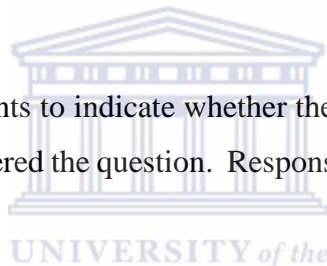 nts to indicate whether the
ered the question. Respons
UNIVERSITY of the